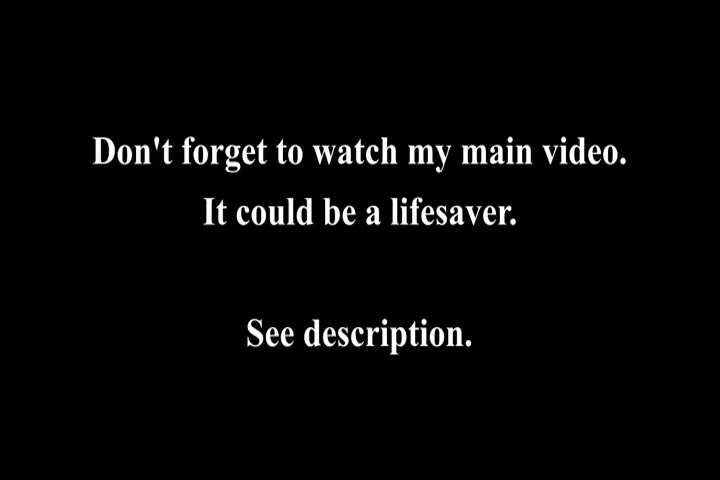 Don't forget to watch my main video.
It could be a lifesaver.
See description.